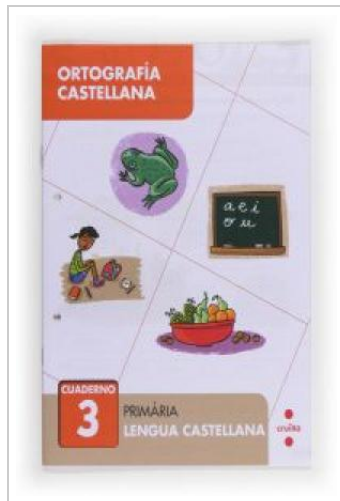 ORTOGRAFÍA
CASTELLANA
a e i
o u
CUADERNO
3
PRIMÀRIA
LENGUA CASTELLANA
cruïlla